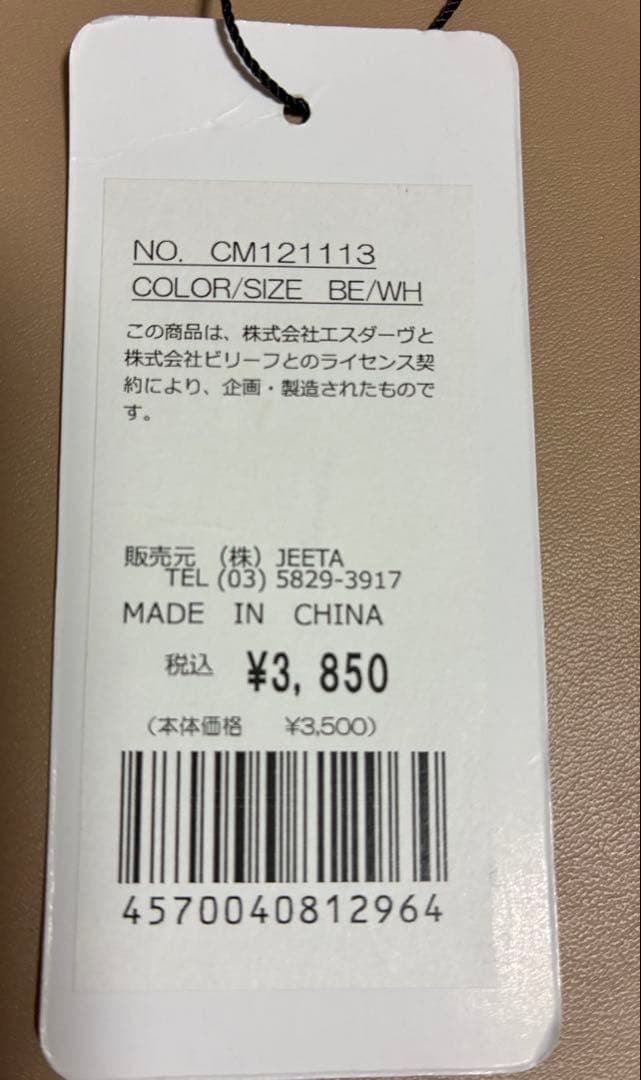 NO. CM121113
COLOR/SIZE BE/WH
この商品は、株式会社エスダーヴと
株式会社ビリーフとのライセンス契
約により、企画・製造されたもので
す。
販売元 (株) JEETA
TEL (03) 5829-3917
MADE IN CHINA
税込 ¥3,850
(本体価格 ¥3,500)
4570040812964